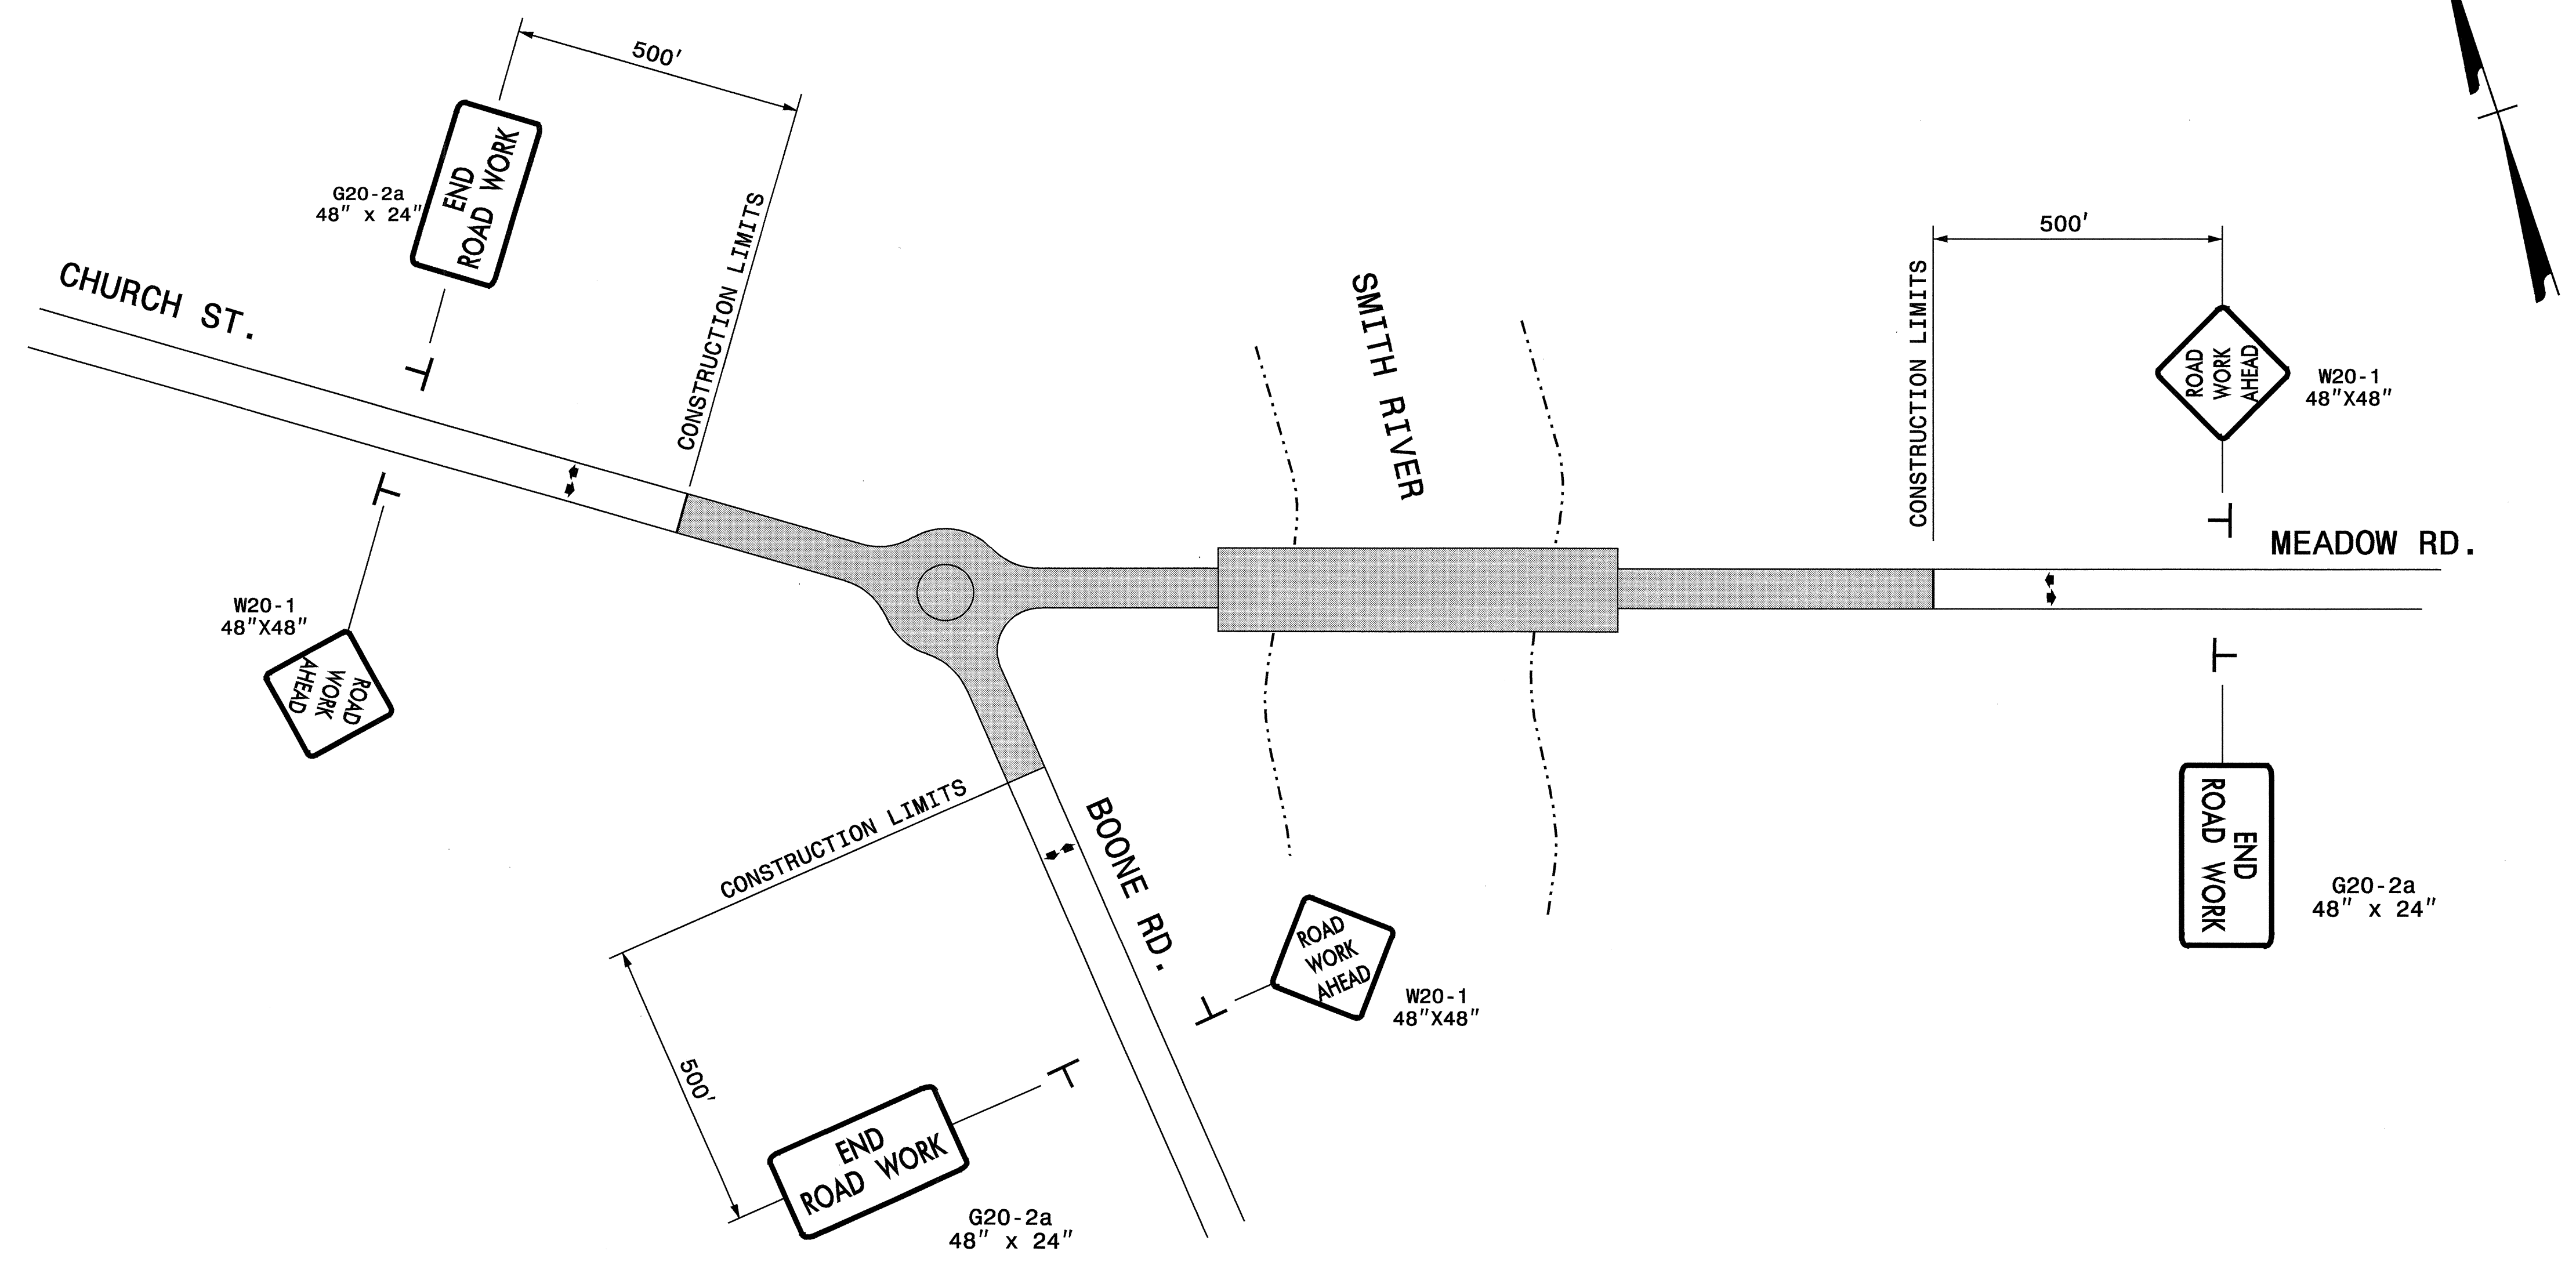 500'
END
ROAD WORK
G20-2a
48" x 24"
CONSTRUCTION LIMITS
CHURCH ST.
W20-1
48"X48"
ROAD
WORK
AHEAD
SMITH RIVER
500'
CONSTRUCTION LIMITS
ROAD
WORK
AHEAD
W20-1
48"X48"
MEADOW RD.
END
ROAD WORK
G20-2a
48" x 24"
CONSTRUCTION LIMITS
BOONE RD.
ROAD
WORK
AHEAD
W20-1
48"X48"
500'
END
ROAD WORK
G20-2a
48" x 24"